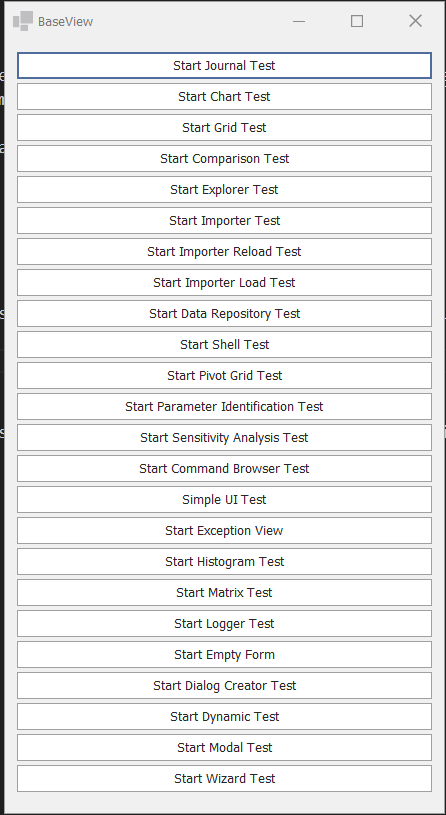 BaseView
Start Journal Test
Start Chart Test
Start Grid Test
Start Comparison Test
Start Explorer Test
Start Importer Test
Start Importer Reload Test
Start Importer Load Test
Start Data Repository Test
Start Shell Test
Start Pivot Grid Test
Start Parameter Identification Test
Start Sensitivity Analysis Test
Start Command Browser Test
Simple UI Test
Start Exception View
Start Histogram Test
Start Matrix Test
Start Logger Test
Start Empty Form
Start Dialog Creator Test
Start Dynamic Test
Start Modal Test
Start Wizard Test